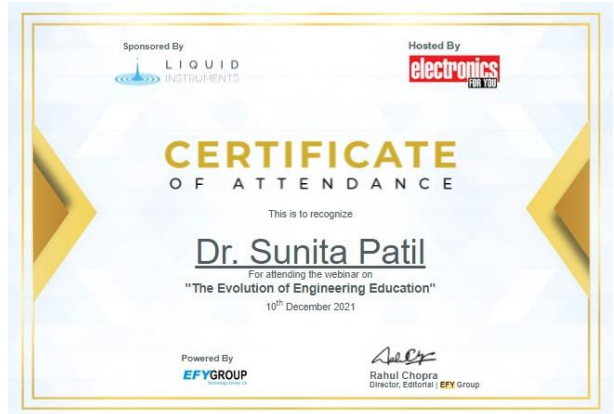 Sponsored By
LIQUID
INSTRUMENTS
Hosted By
electronics
FOR YOU
CERTIFICATE
OF ATTENDANCE
This is to recognize
Dr. Sunita Patil
For attending the webinar on
"The Evolution of Engineering Education"
10th December 2021
Powered By
EFYGROUP
Rahul Chopra
Director, Editorial | EFY Group